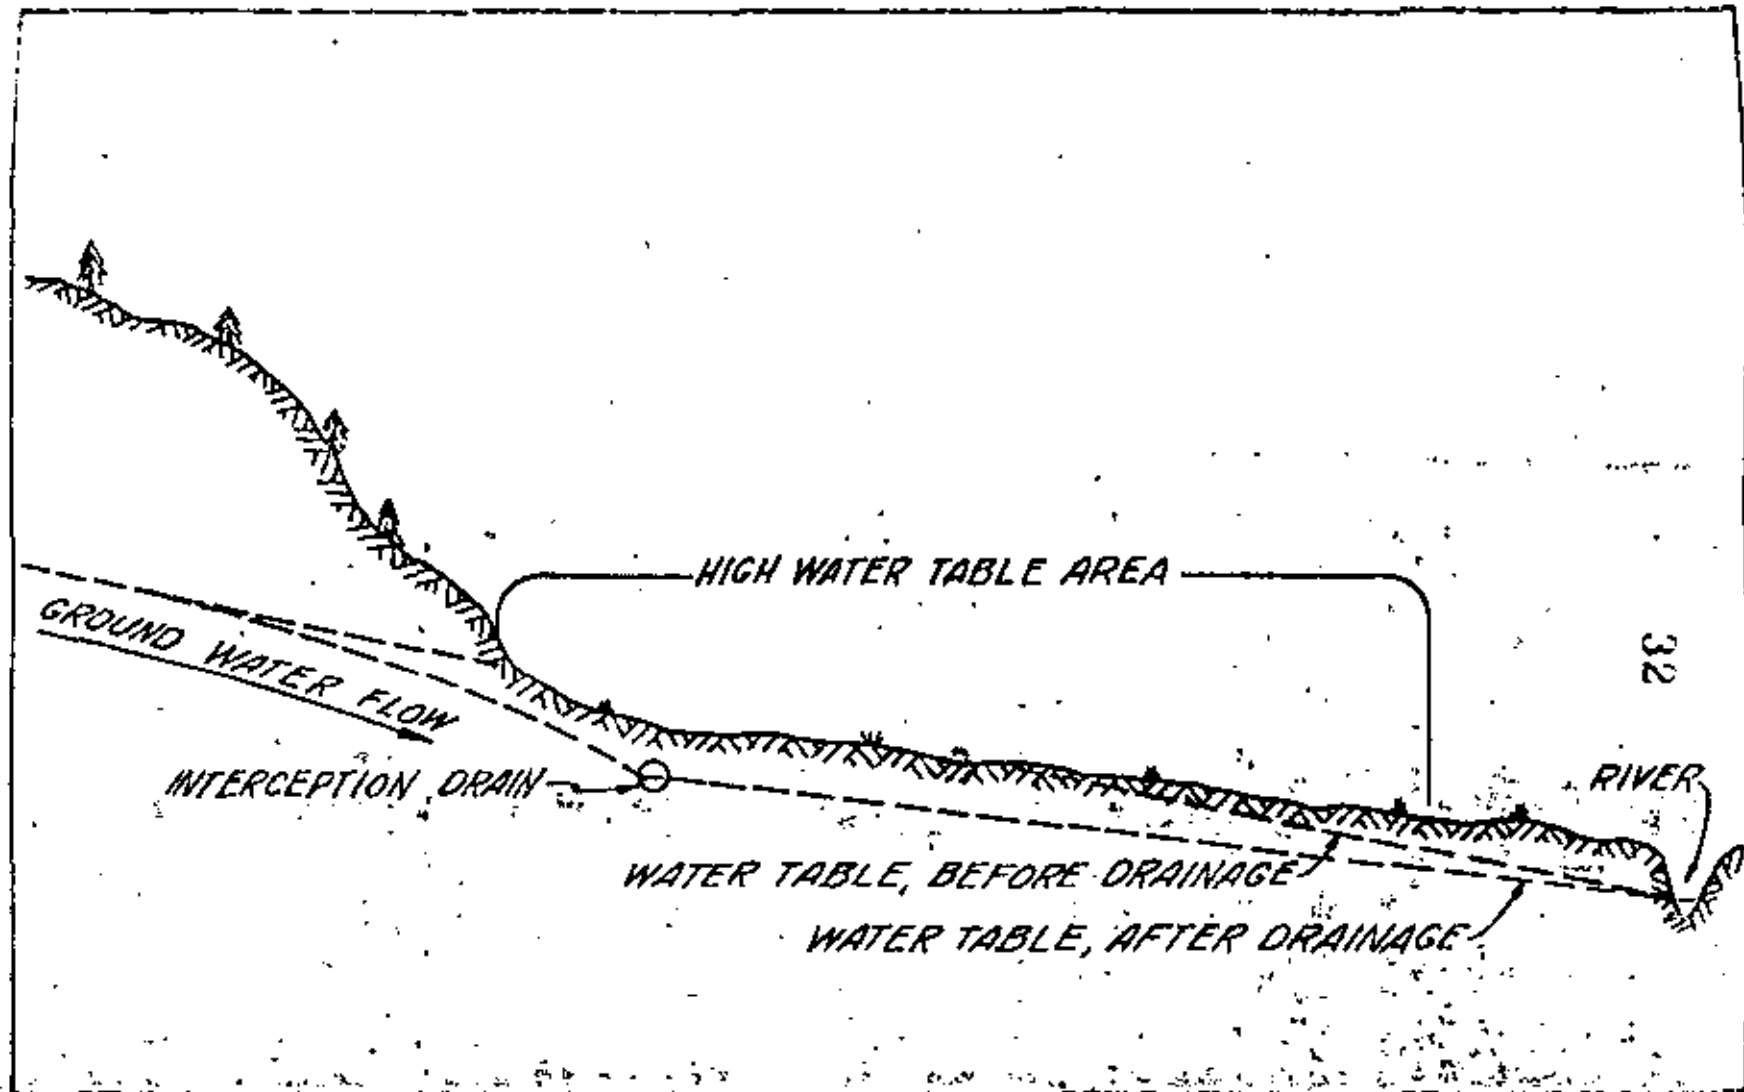 HIGH WATER TABLE AREA
GROUND WATER FLOW
32
INTERCEPTION DRAIN
RIVER
WATER TABLE, BEFORE DRAINAGE
WATER TABLE, AFTER DRAINAGE